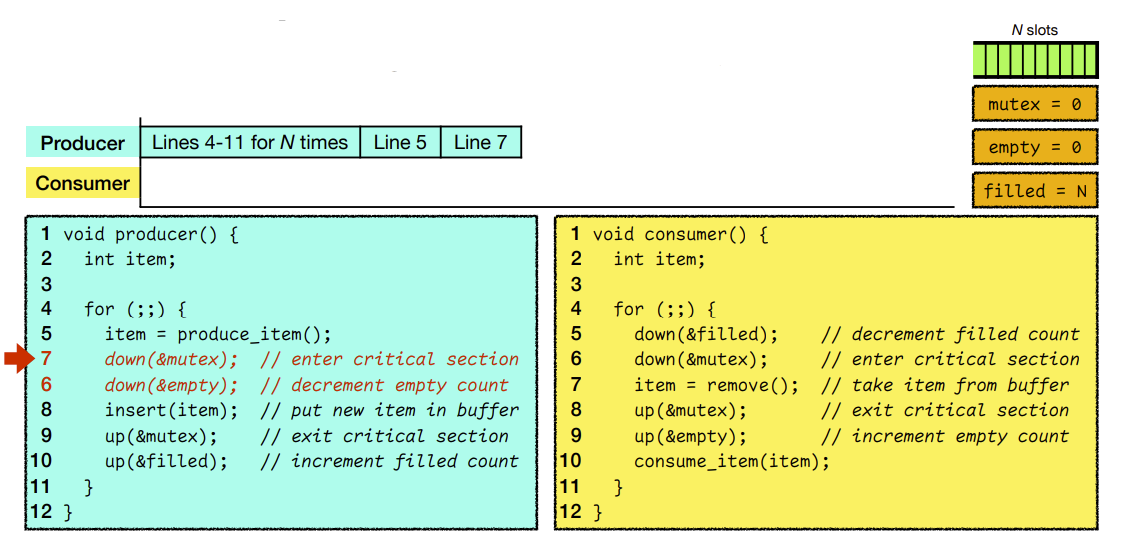 N slots
mutex = 0
empty = 0
filled = N
Producer Lines 4-11 for N times Line 5 Line 7
Consumer
1 void producer() {
2 int item;
3
4 for (;;) {
5 item = produce_item();
7 down(&mutex); // enter critical section
6 down(&empty); // decrement empty count
8 insert(item); // put new item in buffer
9 up(&mutex); // exit critical section
10 up(&filled); // increment filled count
11 }
12 }
1 void consumer() {
2 int item;
3
4 for (;;) {
5 down(&filled); // decrement filled count
6 down(&mutex); // enter critical section
7 item = remove(); // take item from buffer
8 up(&mutex); // exit critical section
9 up(&empty); // increment empty count
10 consume_item(item);
11 }
12 }